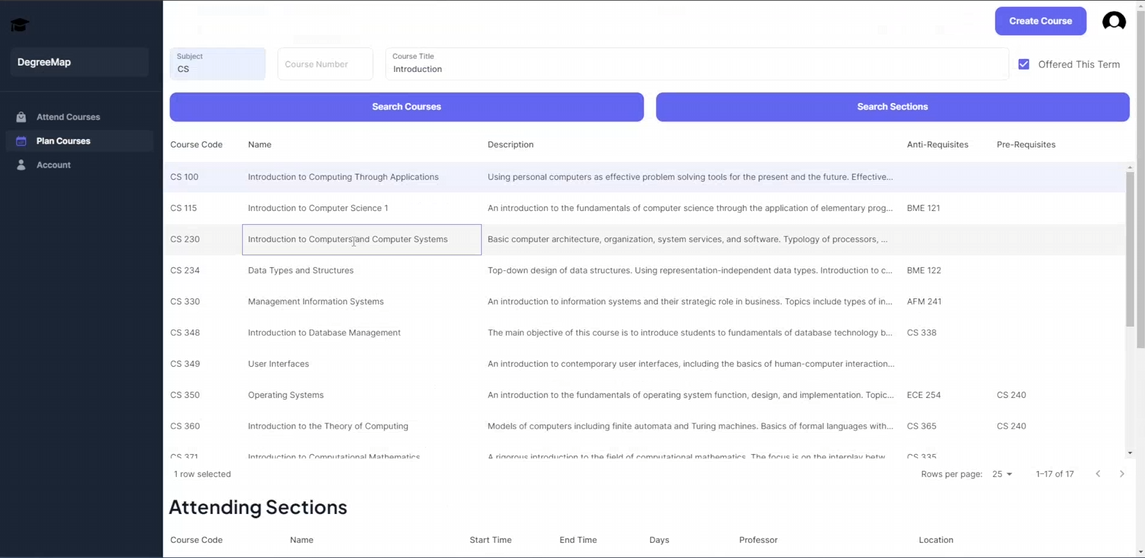 Create Course
DegreeMap
Subject
CS
Course Number
Course Title
Introduction
Offered This Term
Search Courses
Search Sections
Attend Courses
Plan Courses
Account
Course Code Name Description Anti-Requisites Pre-Requisites
CS 100 Introduction to Computing Through Applications Using personal computers as effective problem solving tools for the present and the future. Effective...
CS 115 Introduction to Computer Science 1 An introduction to the fundamentals of computer science through the application of elementary prog... BME 121
CS 230 Introduction to Computers and Computer Systems Basic computer architecture, organization, system services, and software. Typology of processors, ...
CS 234 Data Types and Structures Top-down design of data structures. Using representation-independent data types. Introduction to c... BME 122
CS 330 Management Information Systems An introduction to information systems and their strategic role in business. Topics include types of in... AFM 241
CS 348 Introduction to Database Management The main objective of this course is to introduce students to fundamentals of database technology b... CS 338
CS 349 User Interfaces An introduction to contemporary user interfaces, including the basics of human-computer interaction...
CS 350 Operating Systems An introduction to the fundamentals of operating system function, design, and implementation. Topic... ECE 254 CS 240
CS 360 Introduction to the Theory of Computing Models of computers including finite automata and Turing machines. Basics of formal languages with... CS 365 CS 240
CS 371 Introduction to Computational Mathematics A rigorous introduction to the field of computational mathematics. The focus is on the interplay betw... CS 335
1 row selected
Rows per page: 25 1–17 of 17
Attending Sections
Course Code Name Start Time End Time Days Professor Location